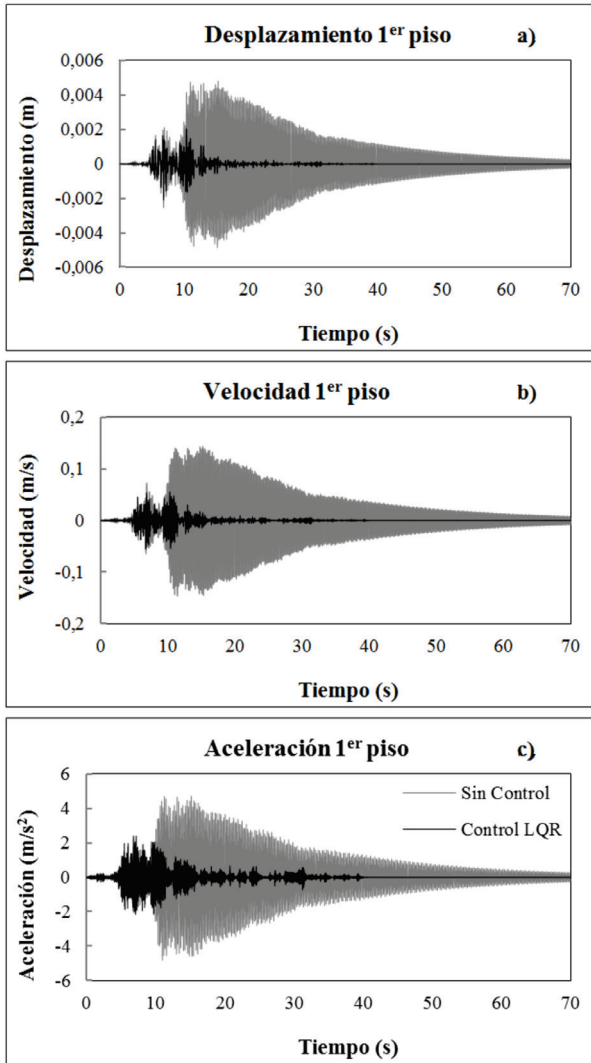 Desplazamiento 1er piso a)
0,006
0,004
0,002
0
-0,002
-0,004
-0,006
Desplazamiento (m)
0 10 20 30 40 50 60 70
Tiempo (s)
Velocidad 1er piso b)
0,2
0,1
0
-0,1
-0,2
Velocidad (m/s)
0 10 20 30 40 50 60 70
Tiempo (s)
Aceleración 1er piso c)
6
4
2
0
-2
-4
-6
Aceleración (m/s²)
Sin Control
Control LQR
0 10 20 30 40 50 60 70
Tiempo (s)